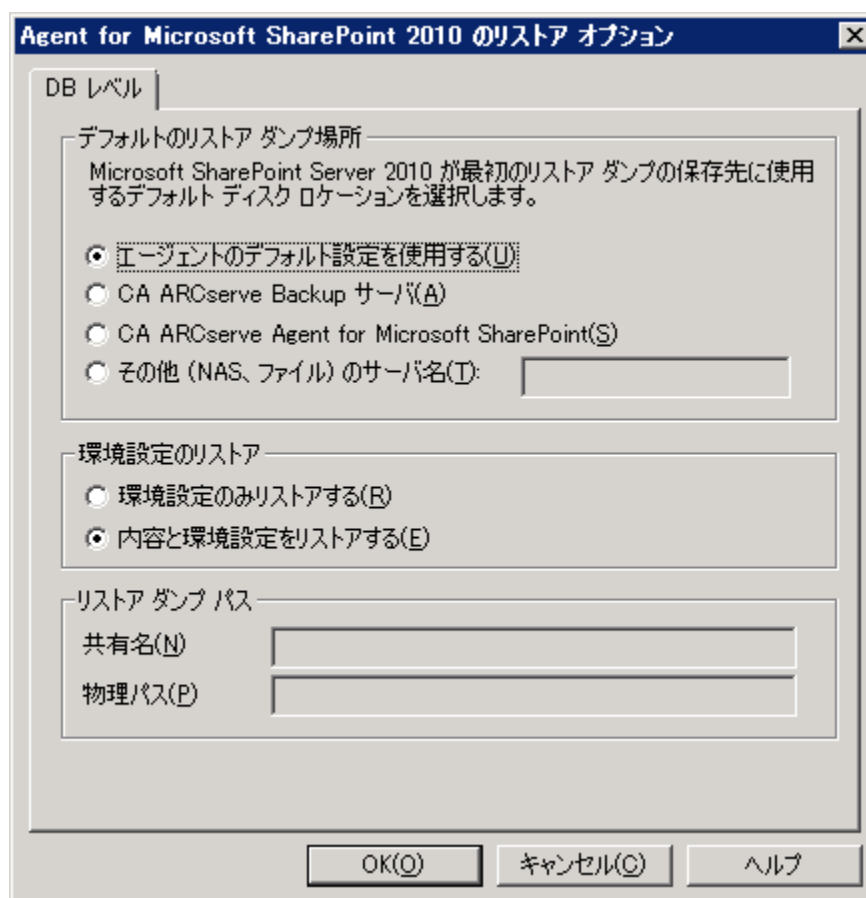 Agent for Microsoft SharePoint 2010 のリストア オプション
DB レベル
デフォルトのリストア ダンプ場所
Microsoft SharePoint Server 2010 が最初のリストア ダンプの保存先に使用
するデフォルト ディスク ロケーションを選択します。
エージェントのデフォルト設定を使用する(U)
CA ARCserve Backup サーバ(A)
CA ARCserve Agent for Microsoft SharePoint(S)
その他 (NAS、ファイル) のサーバ名(T):
環境設定のリストア
環境設定のみリストアする(R)
内容と環境設定をリストアする(E)
リストア ダンプ パス
共有名(N)
物理パス(P)
OK(O) キャンセル(C) ヘルプ